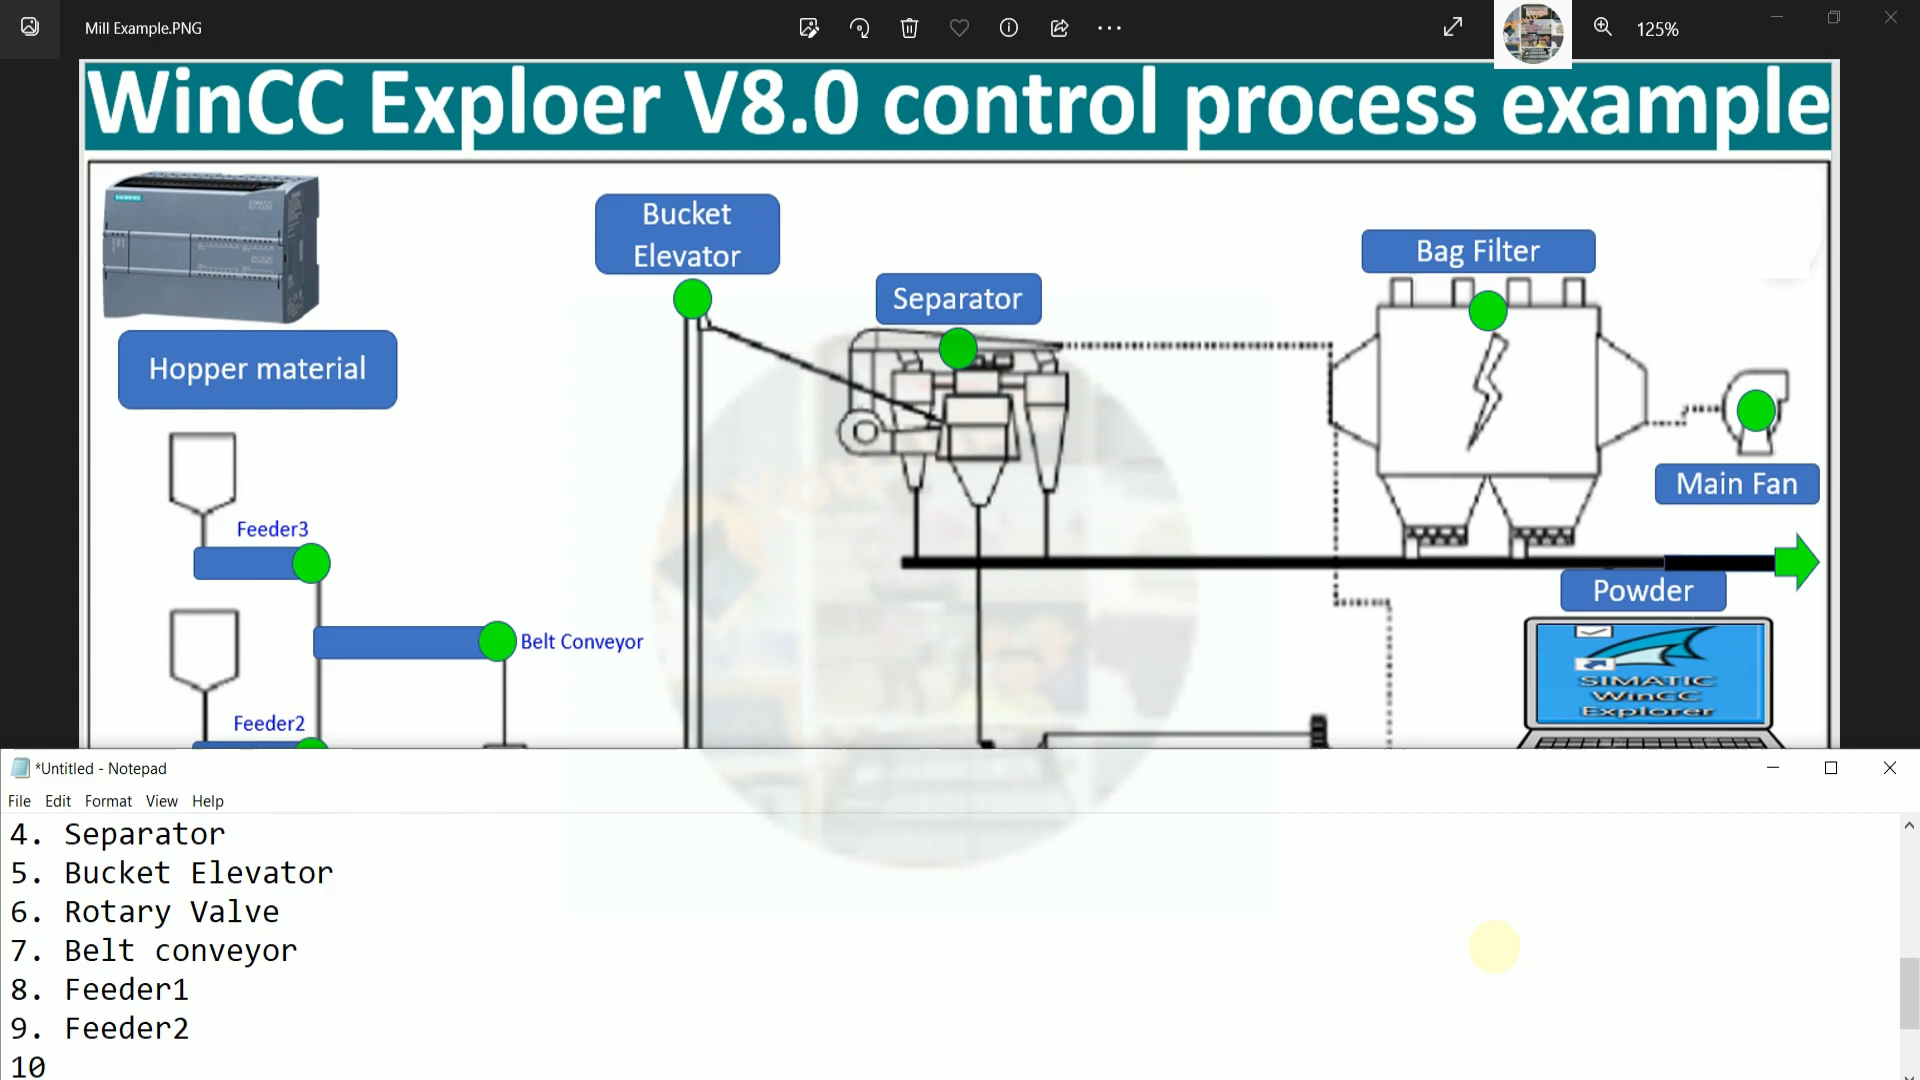 Mill Example.PNG
125%
WinCC Exploer V8.0 control process example
SIEMENS
Bucket
Elevator
Separator
Bag Filter
Hopper material
Main Fan
Feeder3
Powder
Belt Conveyor
SIMATIC
WinCC
Explorer
Feeder2
*Untitled - Notepad
File Edit Format View Help
4. Separator
5. Bucket Elevator
6. Rotary Valve
7. Belt conveyor
8. Feeder1
9. Feeder2
10